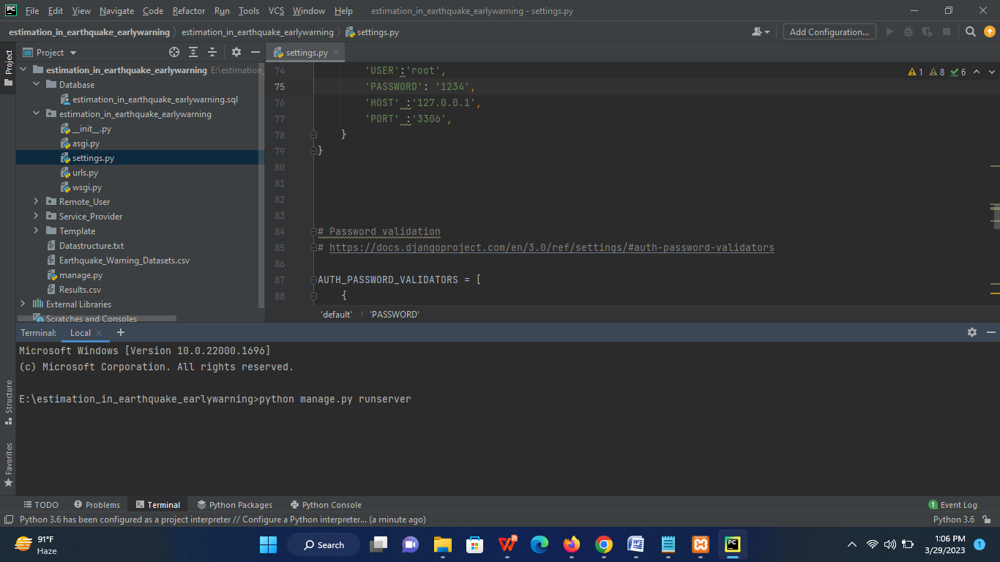 PC File Edit View Navigate Code Refactor Run Tools VCS Window Help estimation_in_earthquake_earlywarning - settings.py
estimation_in_earthquake_earlywarning estimation_in_earthquake_earlywarning settings.py Add Configuration...
Project
Project
settings.py
estimation_in_earthquake_earlywarning E:\estimation_
Database
estimation_in_earthquake_earlywarning.sql
estimation_in_earthquake_earlywarning
__init__.py
asgi.py
settings.py
urls.py
wsgi.py
Remote_User
Service_Provider
Template
Datastructure.txt
Earthquake_Warning_Datasets.csv
manage.py
Results.csv
External Libraries
Scratches and Consoles
74 'USER':'root',
1 8 6
75 'PASSWORD': '1234',
76 'HOST' :'127.0.0.1',
77 'PORT' :'3306',
78 }
79 }
80
81
82
83
84 # Password validation
85 # https://docs.djangoproject.com/en/3.0/ref/settings/#auth-password-validators
86
87 AUTH_PASSWORD_VALIDATORS = [
88 {
'default' 'PASSWORD'
Terminal: Local
Microsoft Windows [Version 10.0.22000.1696]
(c) Microsoft Corporation. All rights reserved.
E:\estimation_in_earthquake_earlywarning>python manage.py runserver
Structure
Favorites
TODO Problems Terminal Python Packages Python Console 1 Event Log
Python 3.6 has been configured as a project interpreter // Configure a Python interpreter... (a minute ago) Python 3.6
91°F
Haze
Search
1:06 PM
3/29/2023
1